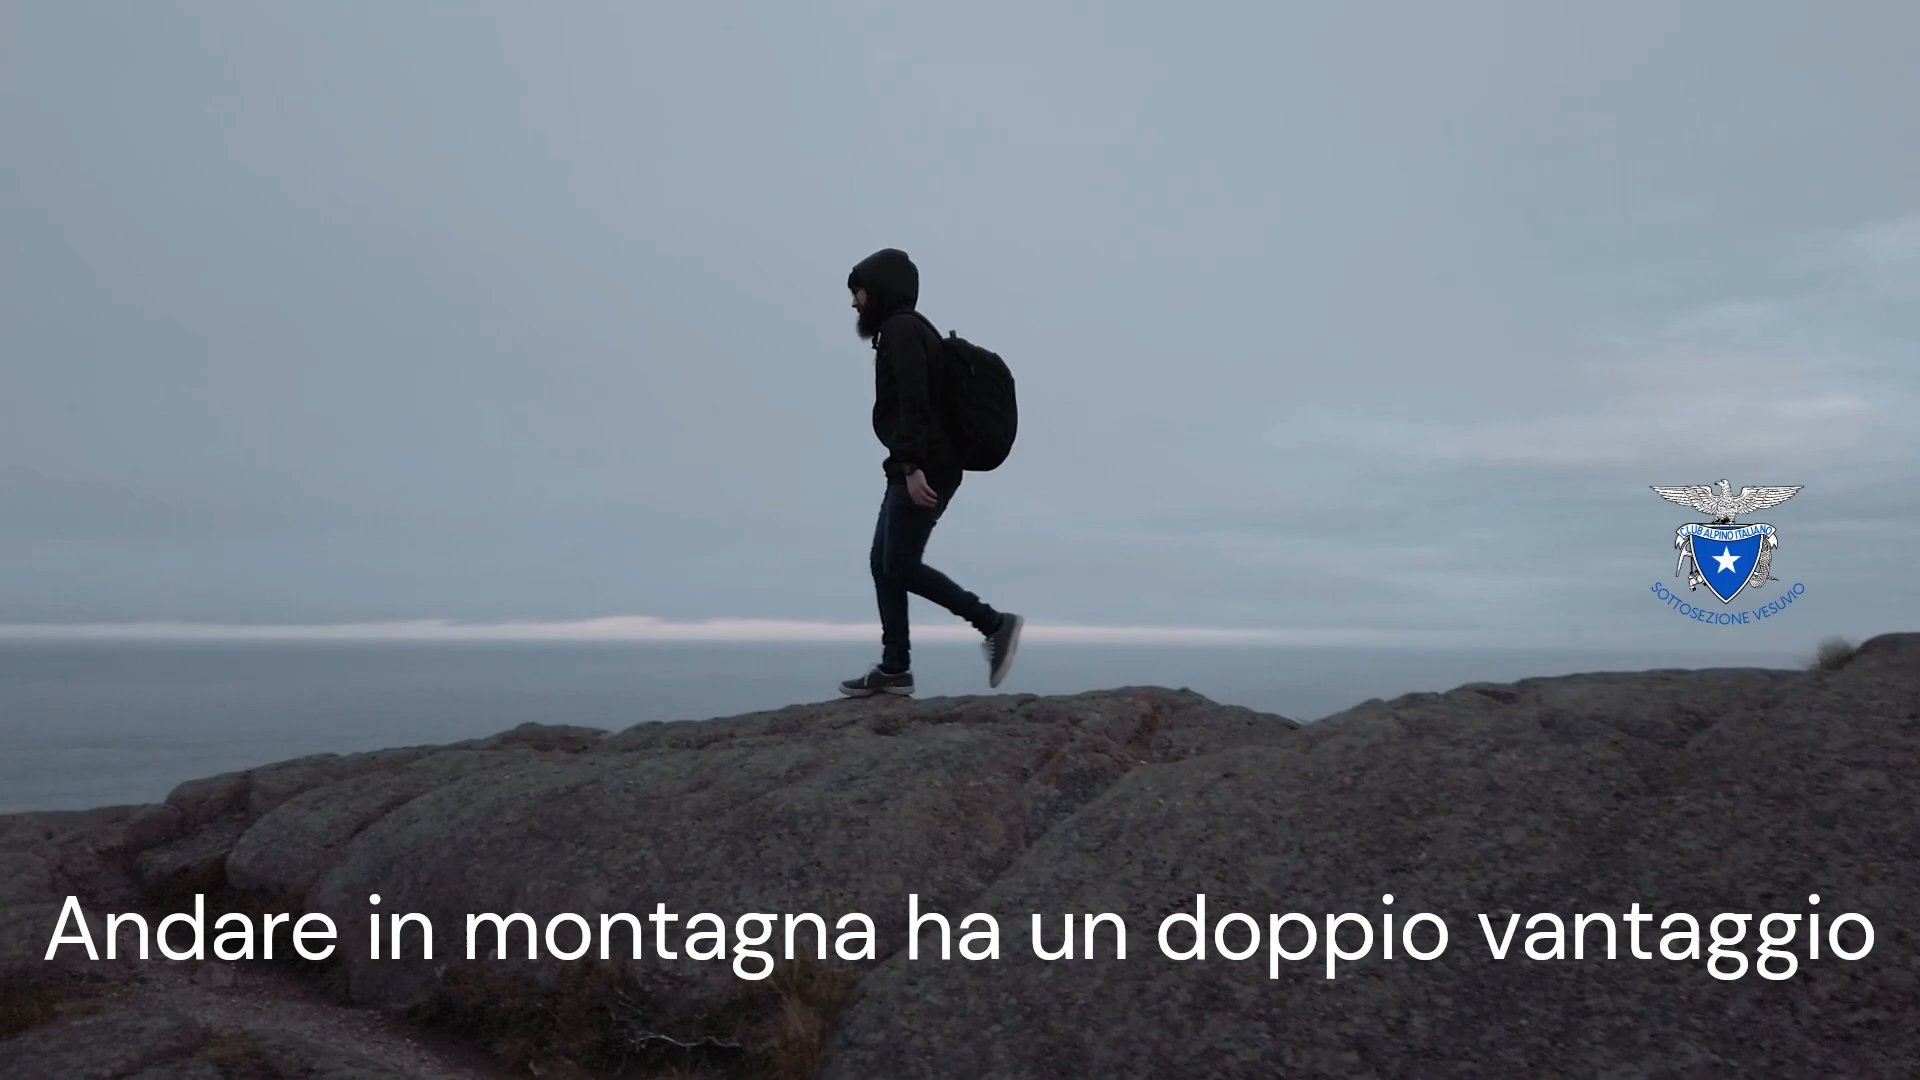 CLUB ALPINO ITALIANO
SOTTOSEZIONE VESUVIO
Andare in montagna ha un doppio vantaggio